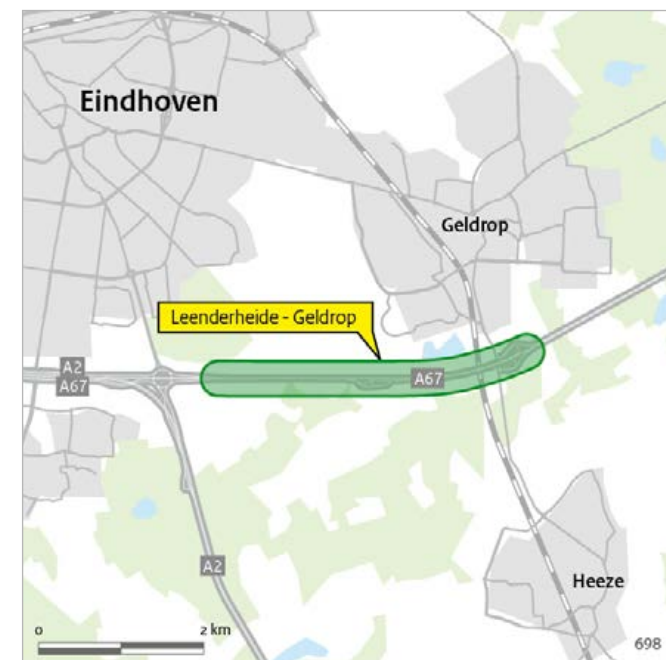 Eindhoven
Geldrop
Leenderheide - Geldrop
A2
A67
A67
A2
Heeze
0
2 km
698